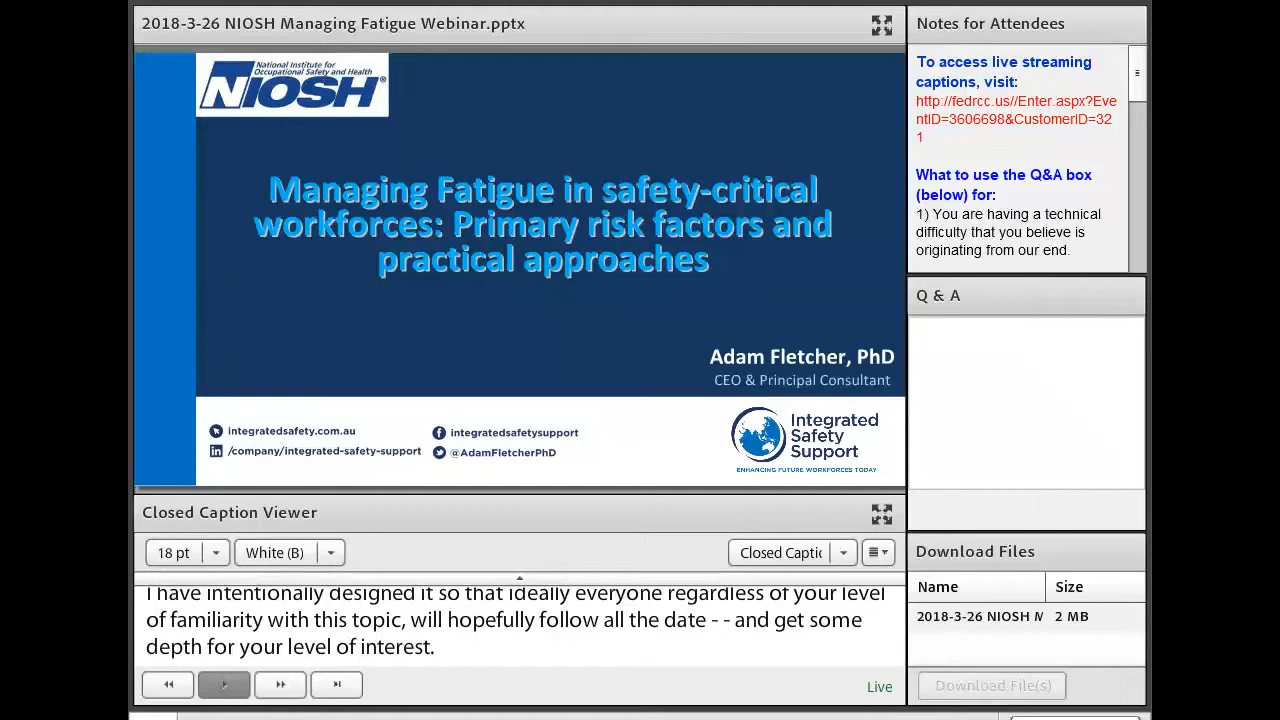 2018-3-26 NIOSH Managing Fatigue Webinar.pptx
National Institute for
Occupational Safety and Health
NIOSH®
Managing Fatigue in safety-critical
workforces: Primary risk factors and
practical approaches
Adam Fletcher, PhD
CEO & Principal Consultant
integratedsafety.com.au
integratedsafetysupport
/company/integrated-safety-support
@AdamFletcherPhD
Integrated
Safety
Support
ENHANCING FUTURE WORKFORCES TODAY
Closed Caption Viewer
18 pt
White (B)
Closed Captic
I have intentionally designed it so that ideally everyone regardless of your level
of familiarity with this topic, will hopefully follow all the date - - and get some
depth for your level of interest.
Live
Notes for Attendees
To access live streaming
captions, visit:
http://fedrcc.us//Enter.aspx?Eve
ntID=3606698&CustomerID=32
1
What to use the Q&A box
(below) for:
1) You are having a technical
difficulty that you believe is
originating from our end.
Q & A
Download Files
Name Size
2018-3-26 NIOSH M 2 MB
Download File(s)